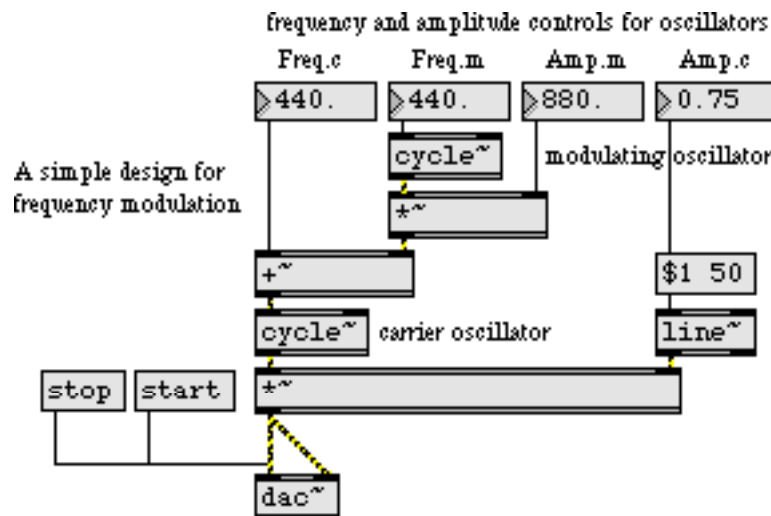 frequency and amplitude controls for oscillators
Freq.c Freq.m Amp.m Amp.c
440. 440. 880. 0.75
cycle~ modulating oscillator
A simple design for
frequency modulation
*~
+~ $1 50
cycle~ carrier oscillator line~
stop start *~
dac~